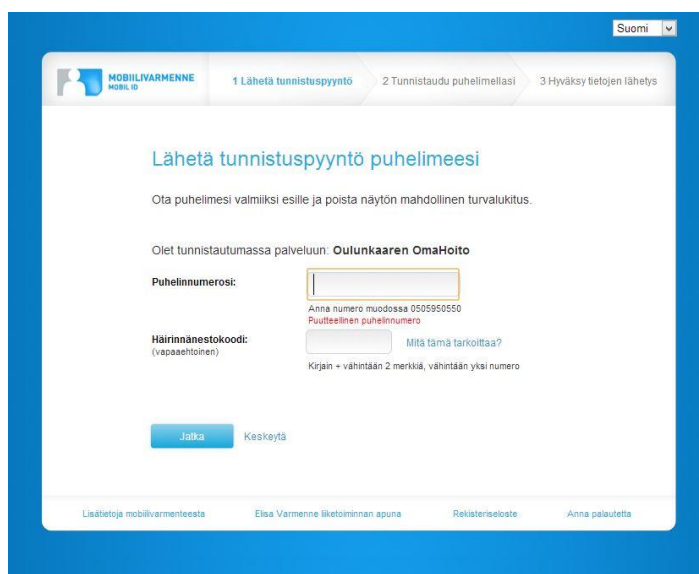 Suomi
MOBIILIVARMENNE
MOBIL ID
1 Lähetä tunnistuspyyntö
2 Tunnistaudu puhelimellasi
3 Hyväksy tietojen lähetys
Lähetä tunnistuspyyntö puhelimeesi
Ota puhelimesi valmiiksi esille ja poista näytön mahdollinen turvalukitus.
Olet tunnistautumassa palveluun: Oulunkaaren OmaHoito
Puhelinnumerosi:
Anna numero muodossa 0505950550
Puutteellinen puhelinnumero
Häirinnänestokoodi:
(vapaaehtoinen)
Mitä tämä tarkoittaa?
Kirjain + vähintään 2 merkkiä, vähintään yksi numero
Jatka
Keskeytä
Lisätietoja mobiilivarmenteesta
Elisa Varmenne liiketoiminnan apuna
Rekisteriseloste
Anna palautetta